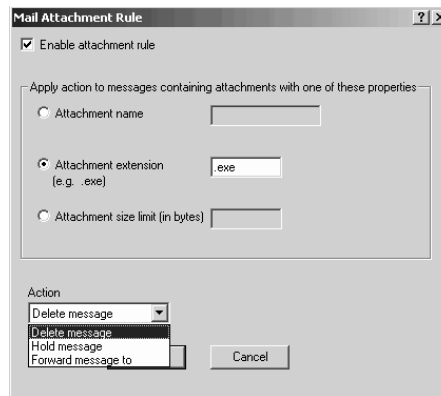 Mail Attachment Rule
Enable attachment rule
Apply action to messages containing attachments with one of these properties
Attachment name
Attachment extension
(e.g. .exe)
.exe
Attachment size limit (in bytes)
Action
Delete message
Delete message
Hold message
Forward message to
Cancel